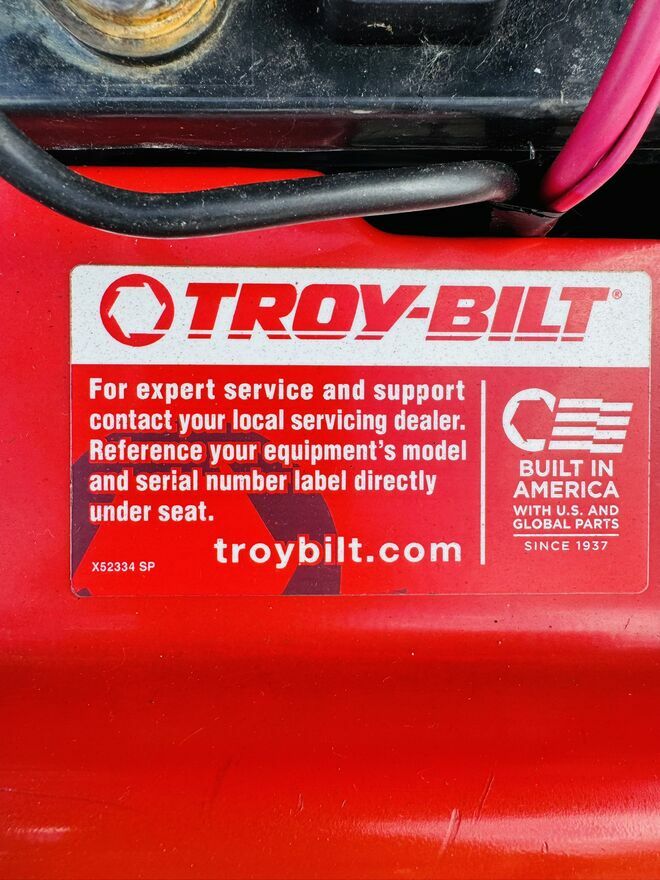 TROY-BILT®
For expert service and support
contact your local servicing dealer.
Reference your equipment's model
and serial number label directly
under seat.
troybilt.com
X52334 SP
BUILT IN
AMERICA
WITH U.S. AND
GLOBAL PARTS
SINCE 1937